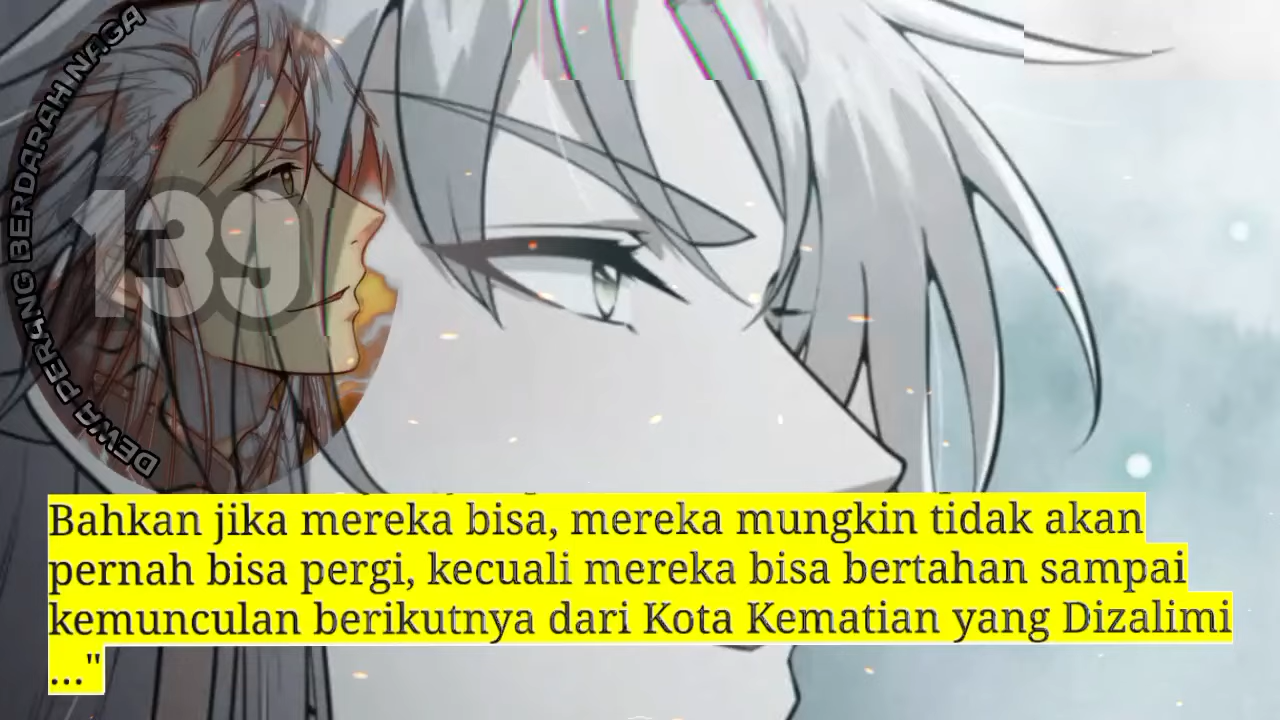 DEWA PERANG BERDARAH NAGA
139
Bahkan jika mereka bisa, mereka mungkin tidak akan
pernah bisa pergi, kecuali mereka bisa bertahan sampai
kemunculan berikutnya dari Kota Kematian yang Dizalimi
..."